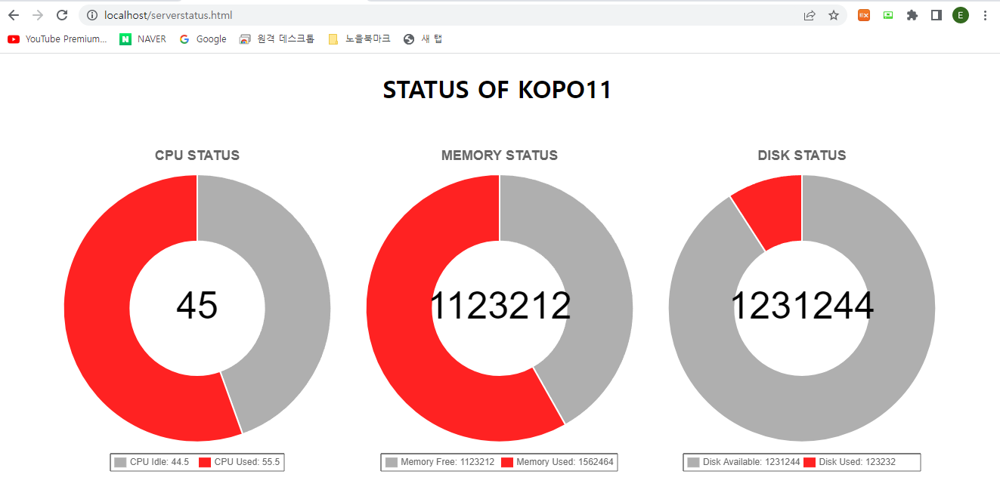 localhost/serverstatus.html
EX
E
YouTube Premium...
N NAVER
G Google
원격 데스크톱
노을북마크
새 탭
STATUS OF KOPO11
CPU STATUS
MEMORY STATUS
DISK STATUS
45
1123212
1231244
CPU Idle: 44.5 CPU Used: 55.5
Memory Free: 1123212 Memory Used: 1562464
Disk Available: 1231244 Disk Used: 123232